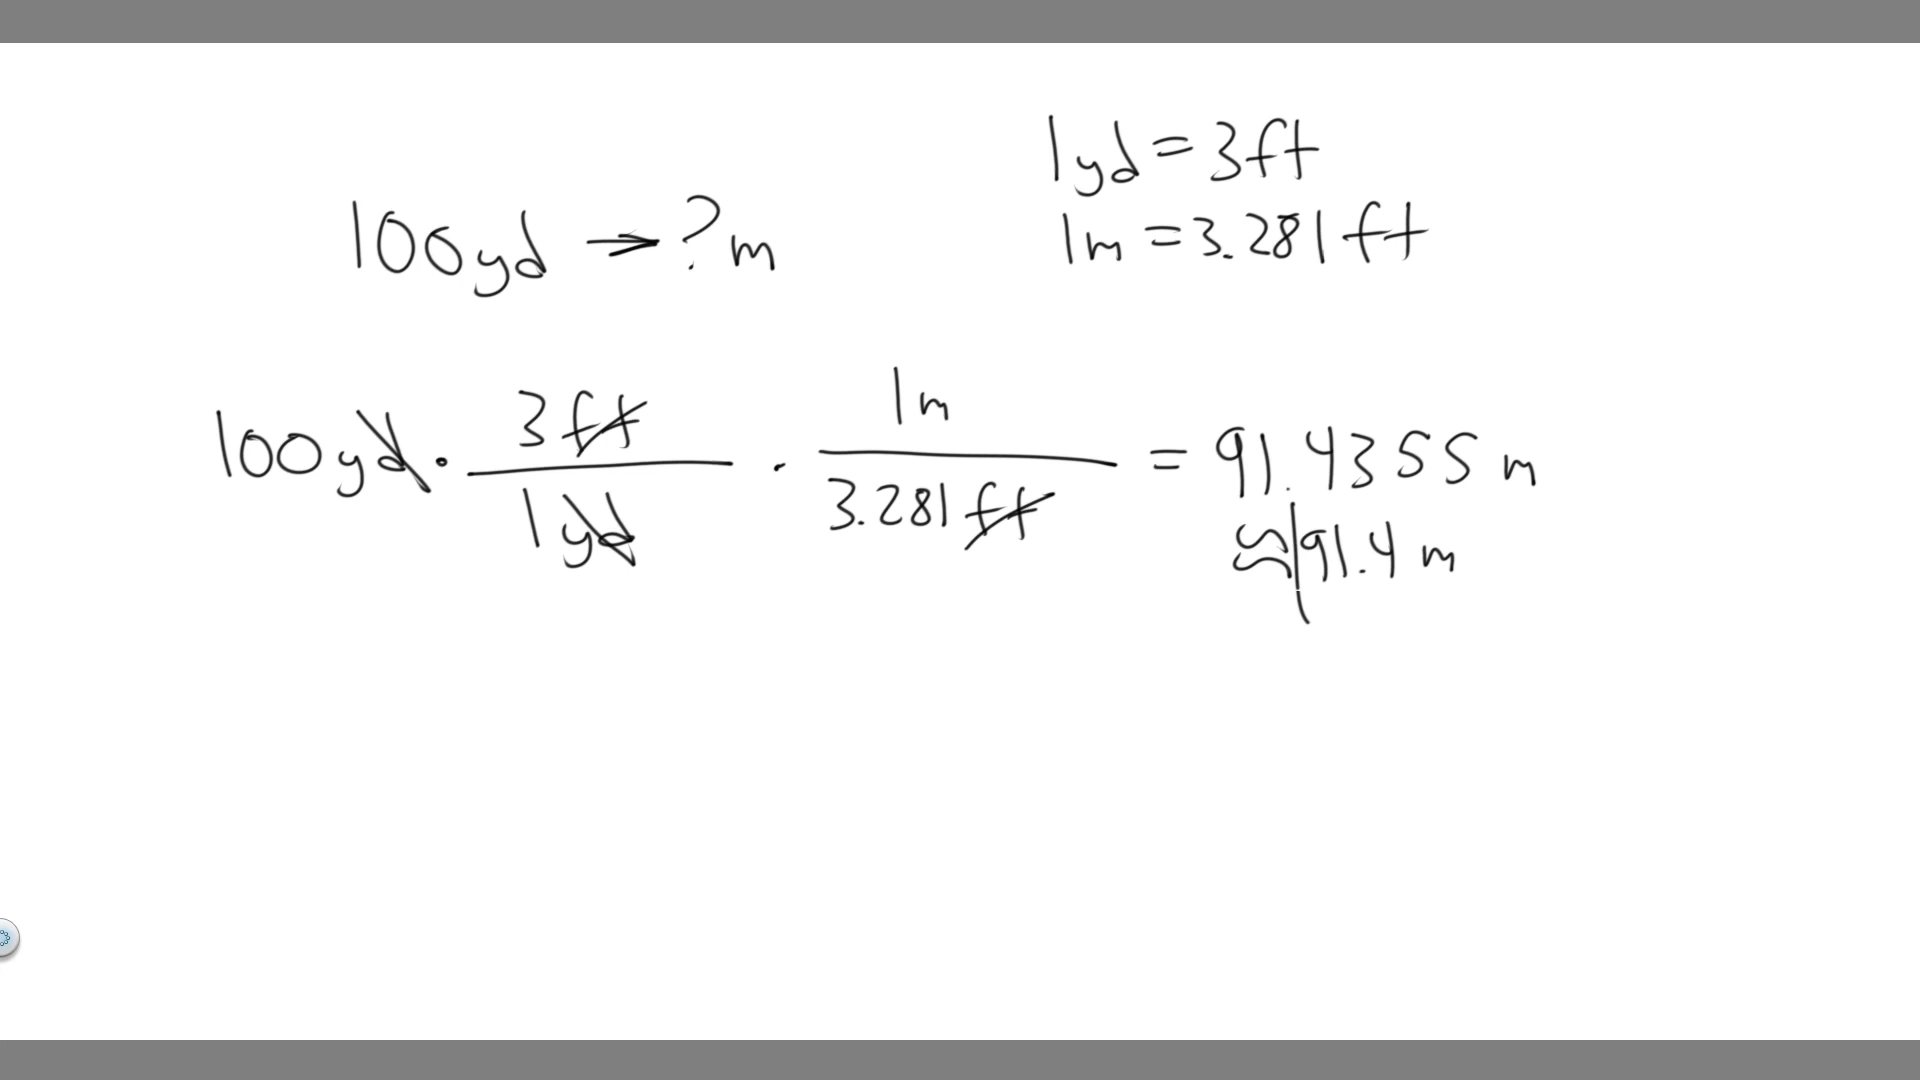 1yd = 3ft
1m = 3.281 ft
100yd → ? m
100yd · 3ft / 1yd · 1m / 3.281 ft = 91.4355 m
≈ 91.4 m